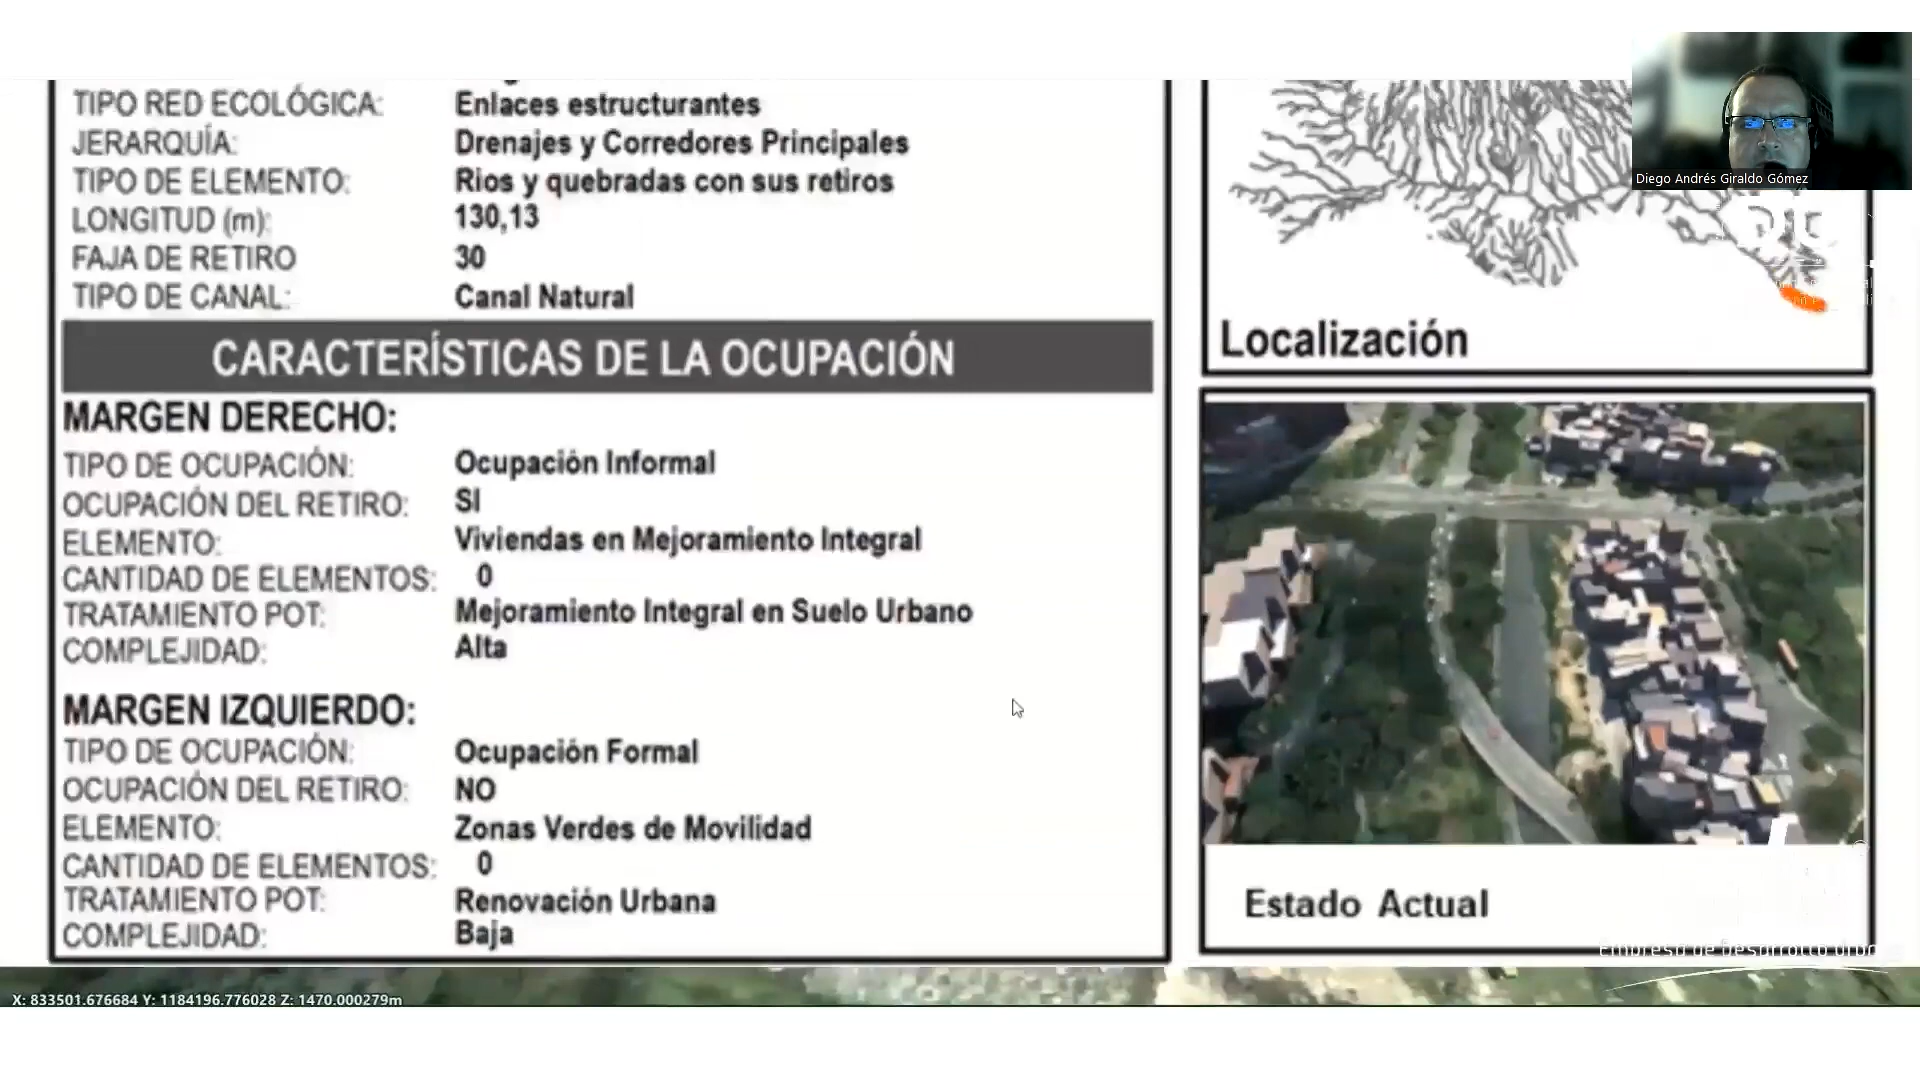 TIPO RED ECOLÓGICA: Enlaces estructurantes
JERARQUÍA: Drenajes y Corredores Principales
TIPO DE ELEMENTO: Rios y quebradas con sus retiros
LONGITUD (m): 130,13
FAJA DE RETIRO 30
TIPO DE CANAL: Canal Natural
CARACTERÍSTICAS DE LA OCUPACIÓN
MARGEN DERECHO:
TIPO DE OCUPACIÓN: Ocupación Informal
OCUPACIÓN DEL RETIRO: SI
ELEMENTO: Viviendas en Mejoramiento Integral
CANTIDAD DE ELEMENTOS: 0
TRATAMIENTO POT: Mejoramiento Integral en Suelo Urbano
COMPLEJIDAD: Alta
MARGEN IZQUIERDO:
TIPO DE OCUPACIÓN: Ocupación Formal
OCUPACIÓN DEL RETIRO: NO
ELEMENTO: Zonas Verdes de Movilidad
CANTIDAD DE ELEMENTOS: 0
TRATAMIENTO POT: Renovación Urbana
COMPLEJIDAD: Baja
Diego Andrés Giraldo Gómez
Localización
Estado Actual
Empresa de Desarrollo
X: 833501.676684 Y: 1184196.776028 Z: 1470.000279m